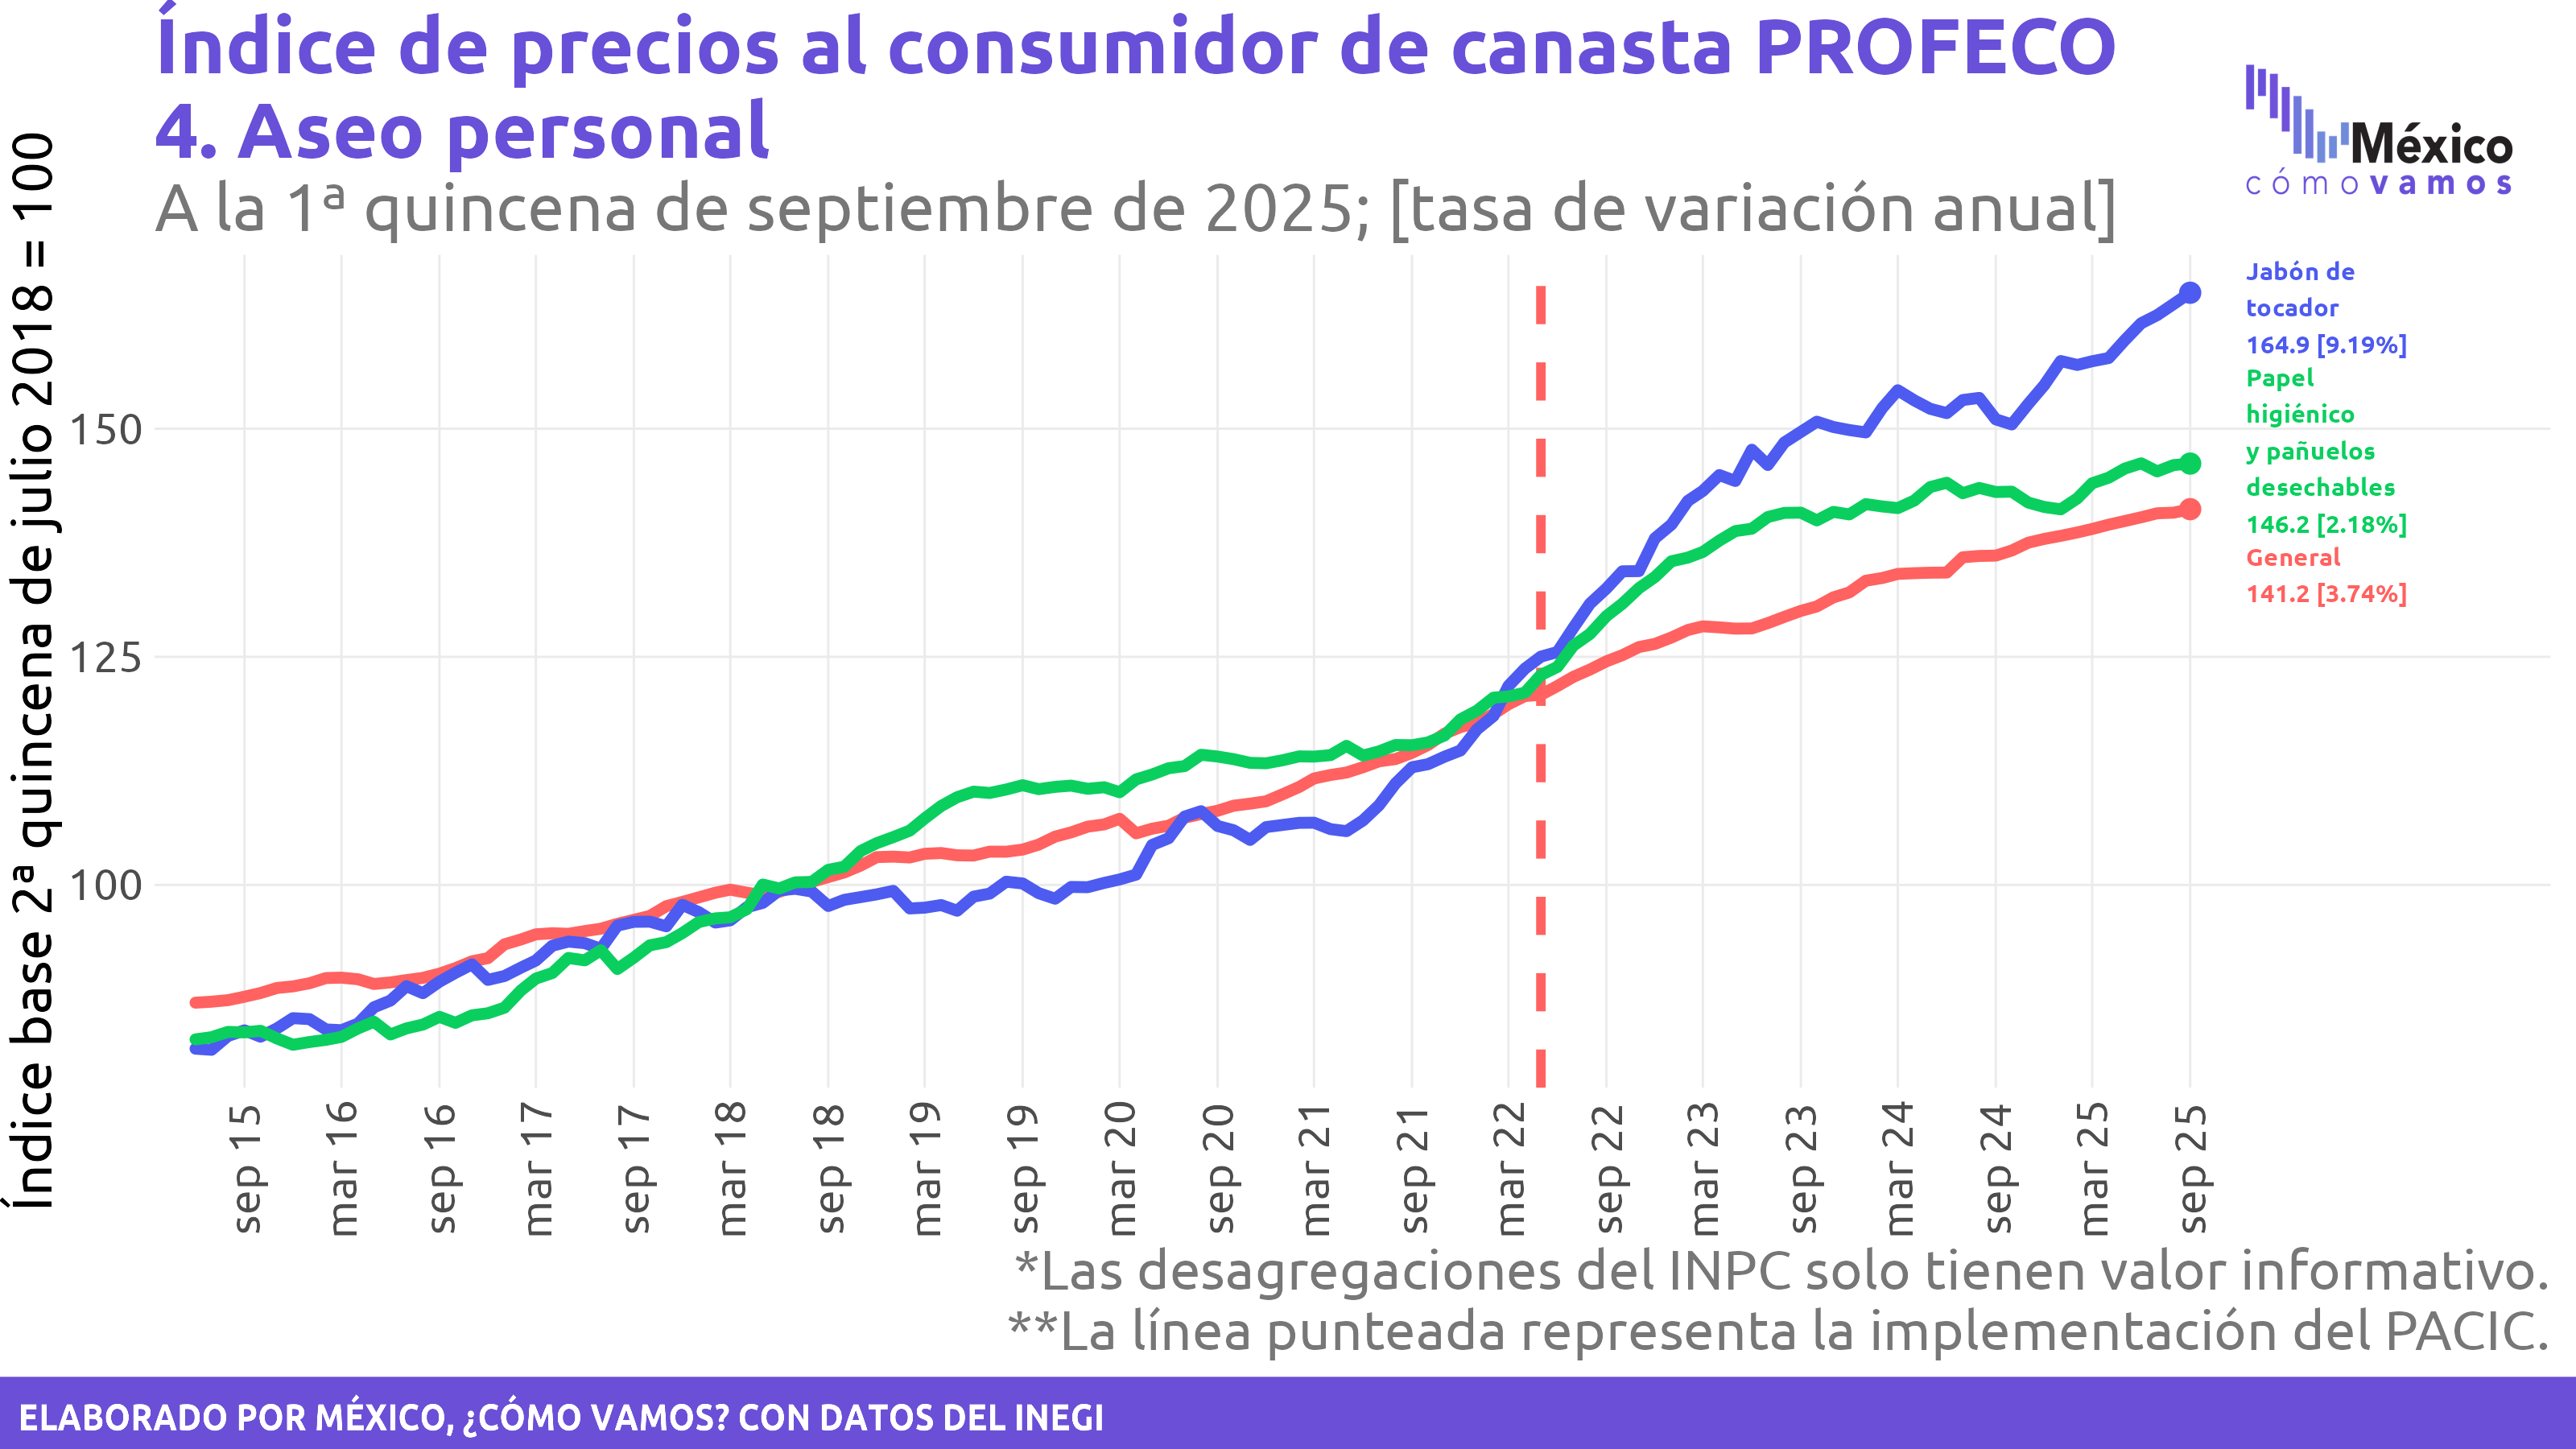 Índice de precios al consumidor de canasta PROFECO
4. Aseo personal
A la 1ª quincena de septiembre de 2025; [tasa de variación anual]
México
cómo vamos
Índice base 2ª quincena de julio 2018 = 100
150
125
100
Jabón de
tocador
164.9 [9.19%]
Papel
higiénico
y pañuelos
desechables
146.2 [2.18%]
General
141.2 [3.74%]
sep 15
mar 16
sep 16
mar 17
sep 17
mar 18
sep 18
mar 19
sep 19
mar 20
sep 20
mar 21
sep 21
mar 22
sep 22
mar 23
sep 23
mar 24
sep 24
mar 25
sep 25
*Las desagregaciones del INPC solo tienen valor informativo.
**La línea punteada representa la implementación del PACIC.
ELABORADO POR MÉXICO, ¿CÓMO VAMOS? CON DATOS DEL INEGI